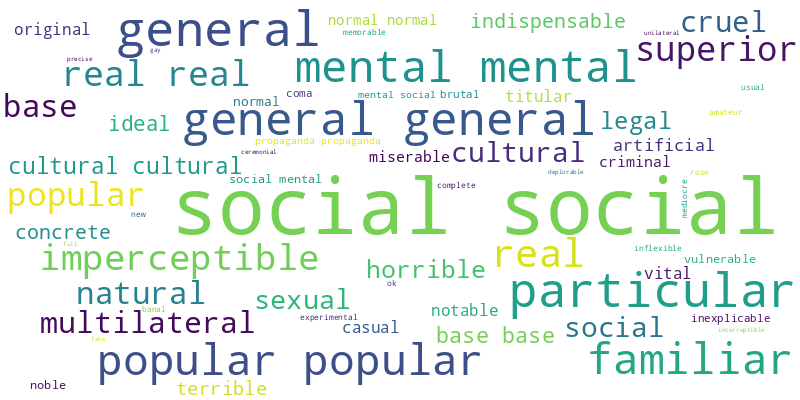 original general normal normal indispensable cruel
memorable unilateral
precise gay superior
real real mental mental
usual
base normal coma mental social brutal titular
ideal general general legal amateur
propaganda propaganda artificial
ceremonial miserable cultural criminal
cultural cultural deplorable rose
social mental complete mediocre
popular social social
new
concrete full inflexible
imperceptible horrible real vulnerable
ok vital
natural sexual notable particular
banal experimental inexplicable
multilateral casual base base social incorruptible
fake
popular popular familiar
noble terrible